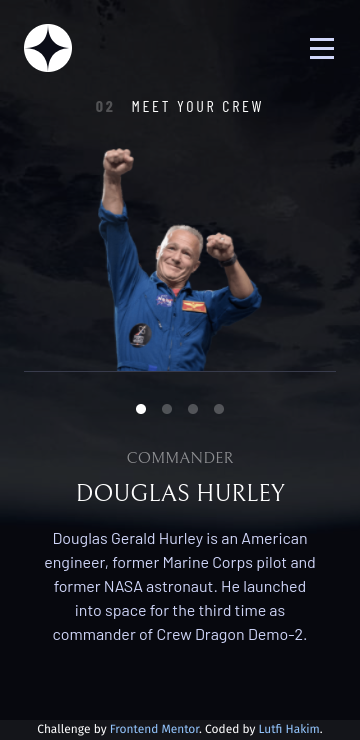 02 MEET YOUR CREW
COMMANDER
DOUGLAS HURLEY
Douglas Gerald Hurley is an American
engineer, former Marine Corps pilot and
former NASA astronaut. He launched
into space for the third time as
commander of Crew Dragon Demo-2.
Challenge by Frontend Mentor. Coded by Lutfi Hakim.